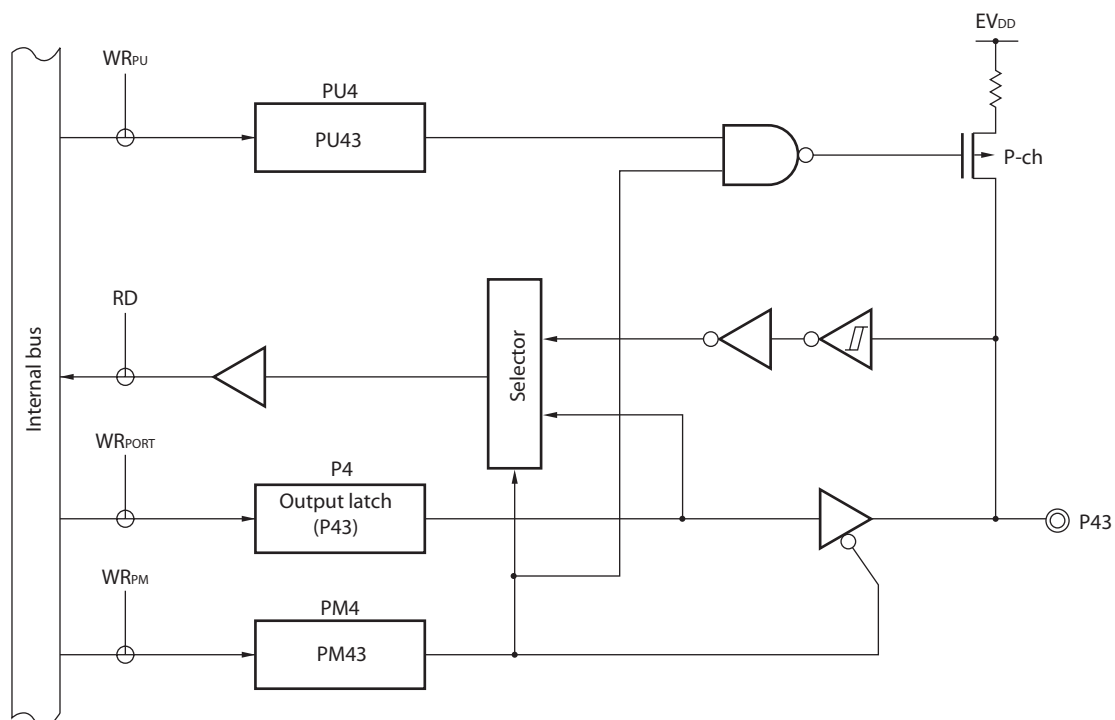 EVDD
WRPU
PU4
PU43
P-ch
RD
Selector
Internal bus
WRPORT
P4
Output latch
(P43)
P43
WRPM
PM4
PM43